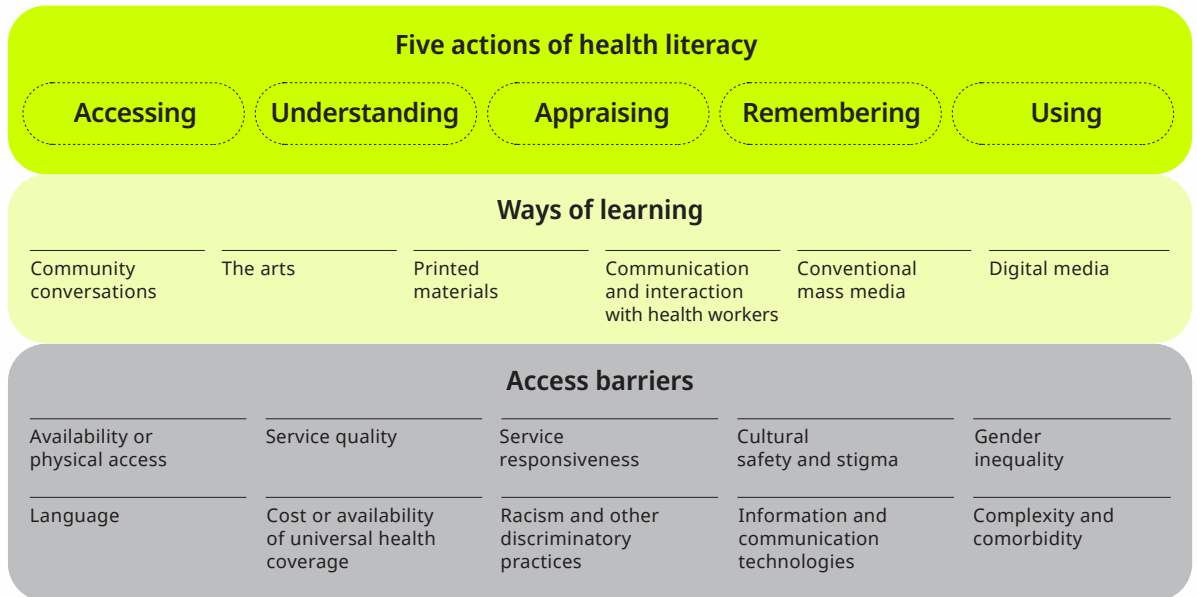 Five actions of health literacy
Accessing
Understanding
Appraising
Remembering
Using
Ways of learning
Community
conversations
The arts
Printed
materials
Communication
and interaction
with health workers
Conventional
mass media
Digital media
Access barriers
Availability or
physical access
Service quality
Service
responsiveness
Cultural
safety and stigma
Gender
inequality
Language
Cost or availability
of universal health
coverage
Racism and other
discriminatory
practices
Information and
communication
technologies
Complexity and
comorbidity